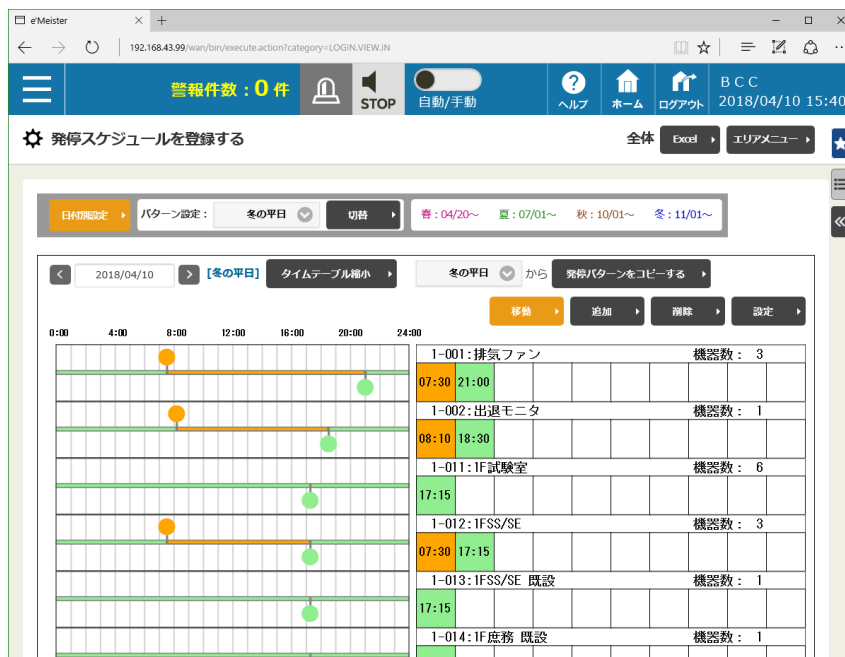 e'Meister
192.168.43.99/wan/bin/execute.action?category=LOGIN.VIEW.IN
警報件数：0 件
STOP
自動/手動
ヘルプ
ホーム
ログアウト
BCC
2018/04/10 15:40
発停スケジュールを登録する
全体
Excel
エリアメニュー
日付別設定
パターン設定：
冬の平日
切替
春：04/20～
夏：07/01～
秋：10/01～
冬：11/01～
2018/04/10
[冬の平日]
タイムテーブル縮小
冬の平日
から
発停パターンをコピーする
移動
追加
削除
設定
0:00 4:00 8:00 12:00 16:00 20:00 24:00
1-001:排気ファン 機器数： 3
07:30 21:00
1-002:出退モニタ 機器数： 1
08:10 18:30
1-011:1F試験室 機器数： 6
17:15
1-012:1FSS/SE 機器数： 3
07:30 17:15
1-013:1FSS/SE 既設 機器数： 1
17:15
1-014:1F庶務 既設 機器数： 1